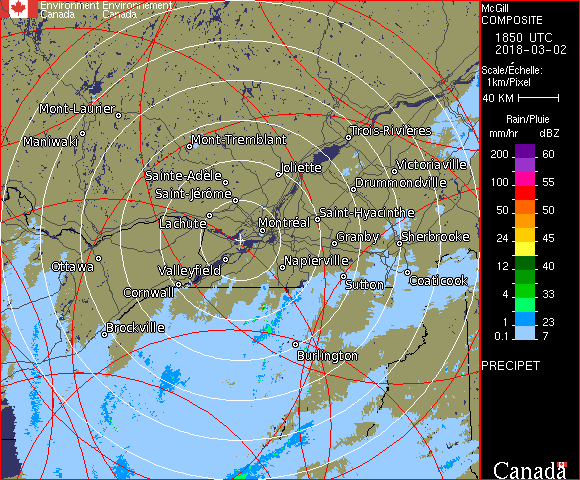 Environment Environnement
Canada Canada
McGill
COMPOSITE
1850 UTC
2018-03-02
Scale/Échelle:
1km/Pixel
40 KM
Rain/Pluie
mm/hr dBZ
200 60
100 55
50 50
24 45
12 40
4 33
1 23
0.1 7
PRECIPET
Canada
Mont-Laurier
Maniwaki
Mont-Tremblant
Trois-Rivières
Sainte-Adèle
Joliette
Victoriaville
Saint-Jérôme
Drummondville
Lachute
Montréal
Saint-Hyacinthe
Granby
Sherbrooke
Ottawa
Valleyfield
Napierville
Sutton
Coaticook
Cornwall
Brockville
Burlington